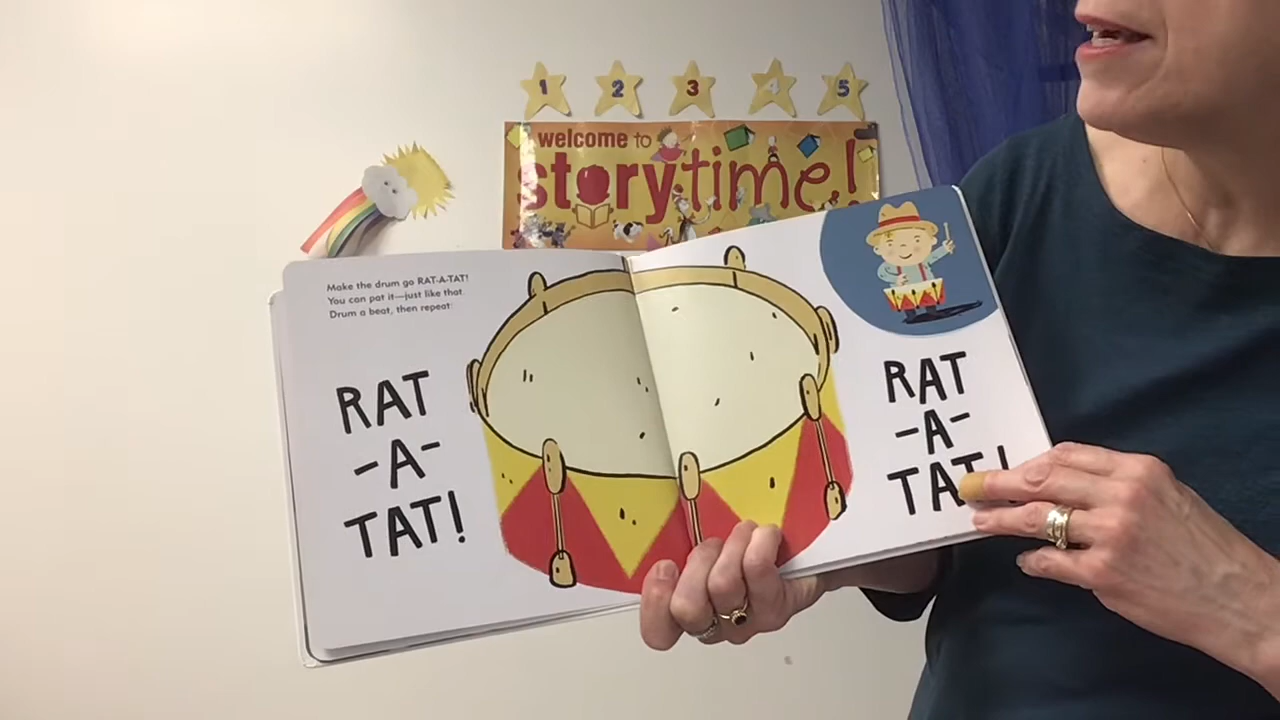 1 2 3 4 5
welcome to
storytime!
Make the drum go RAT-A-TAT!
You can pat it—just like that.
Drum a beat, then repeat!
RAT
-A-
TAT!
RAT
-A-
TAT!